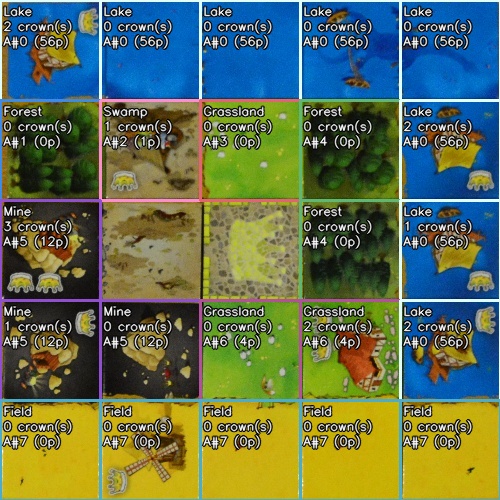 Lake
2 crown(s)
A#0 (56p)
Lake
0 crown(s)
A#0 (56p)
Lake
0 crown(s)
A#0 (56p)
Lake
0 crown(s)
A#0 (56p)
Lake
0 crown(s)
A#0 (56p)
Forest
0 crown(s)
A#1 (0p)
Swamp
1 crown(s)
A#2 (1p)
Grassland
0 crown(s)
A#3 (0p)
Forest
0 crown(s)
A#4 (0p)
Lake
2 crown(s)
A#0 (56p)
Mine
3 crown(s)
A#5 (12p)
Forest
0 crown(s)
A#4 (0p)
Lake
1 crown(s)
A#0 (56p)
Mine
1 crown(s)
A#5 (12p)
Mine
0 crown(s)
A#5 (12p)
Grassland
0 crown(s)
A#6 (4p)
Grassland
2 crown(s)
A#6 (4p)
Lake
2 crown(s)
A#0 (56p)
Field
0 crown(s)
A#7 (0p)
Field
0 crown(s)
A#7 (0p)
Field
0 crown(s)
A#7 (0p)
Field
0 crown(s)
A#7 (0p)
Field
0 crown(s)
A#7 (0p)